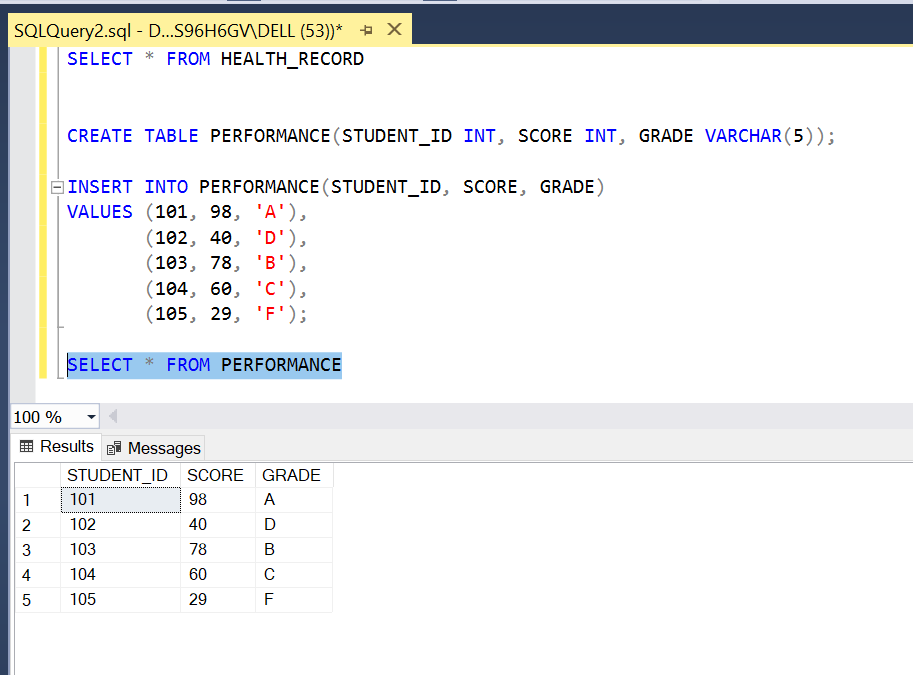 SQLQuery2.sql - D...S96H6GV\DELL (53))*
SELECT * FROM HEALTH_RECORD
CREATE TABLE PERFORMANCE(STUDENT_ID INT, SCORE INT, GRADE VARCHAR(5));
INSERT INTO PERFORMANCE(STUDENT_ID, SCORE, GRADE)
VALUES (101, 98, 'A'),
(102, 40, 'D'),
(103, 78, 'B'),
(104, 60, 'C'),
(105, 29, 'F');
SELECT * FROM PERFORMANCE
100 %
Results Messages
STUDENT_ID SCORE GRADE
1 101 98 A
2 102 40 D
3 103 78 B
4 104 60 C
5 105 29 F